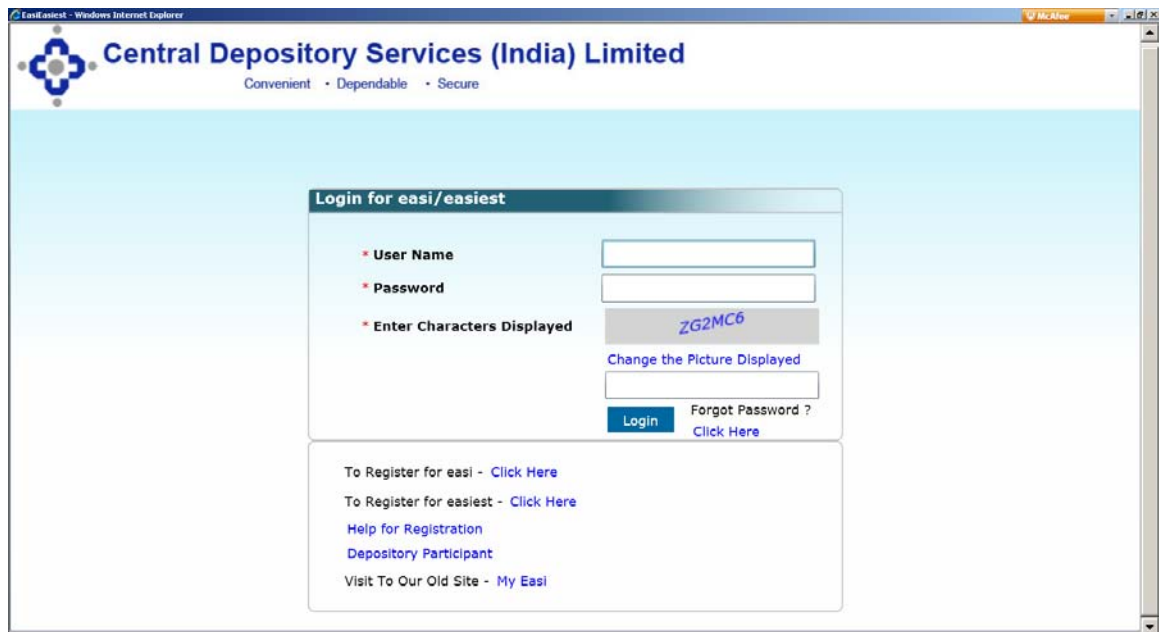 EasiEasiest - Windows Internet Explorer
McAfee
Central Depository Services (India) Limited
Convenient · Dependable · Secure
Login for easi/easiest
* User Name
* Password
* Enter Characters Displayed
ZG2MC6
Change the Picture Displayed
Login
Forgot Password ?
Click Here
To Register for easi - Click Here
To Register for easiest - Click Here
Help for Registration
Depository Participant
Visit To Our Old Site - My Easi